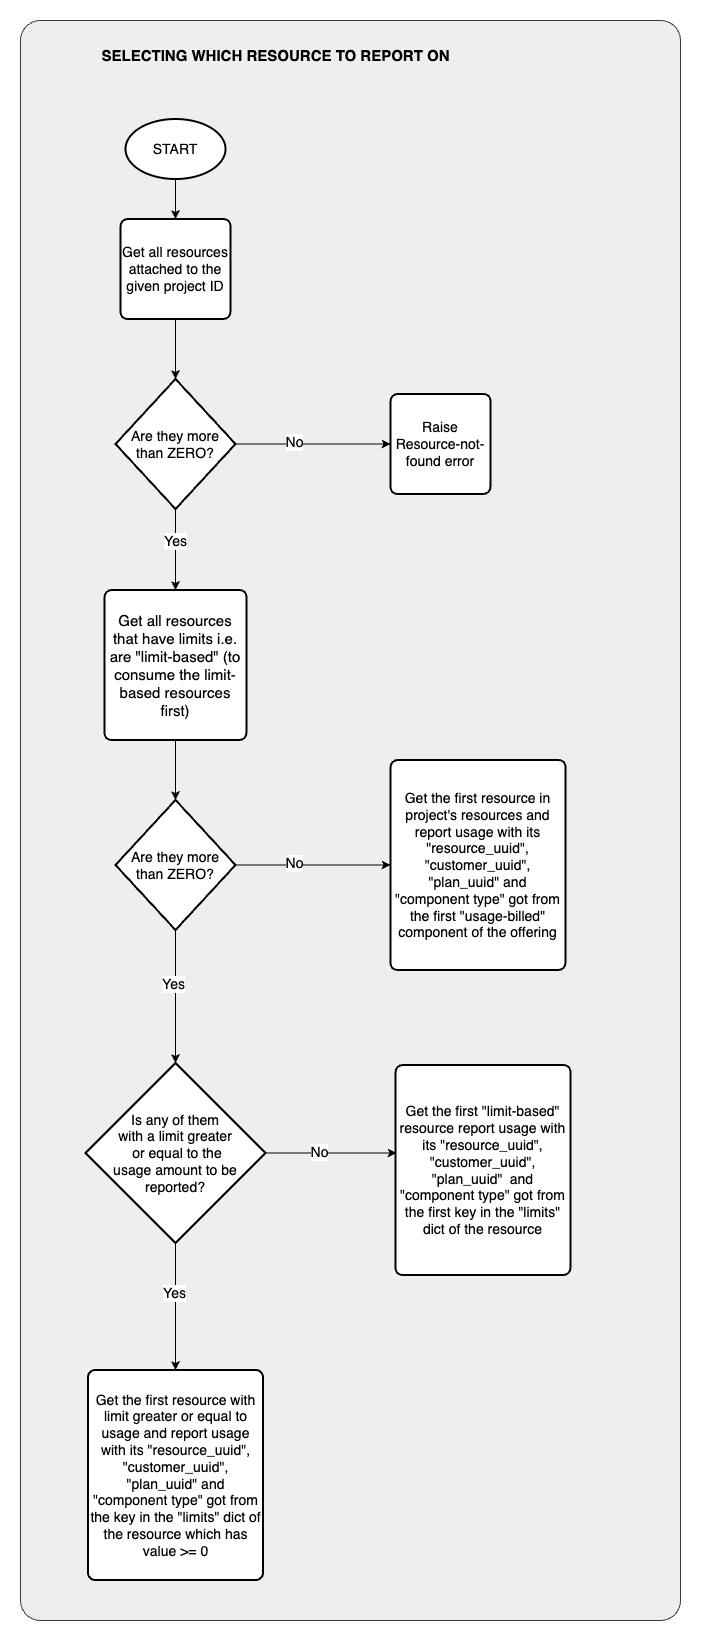 SELECTING WHICH RESOURCE TO REPORT ON
START
Get all resources
attached to the
given project ID
Are they more
than ZERO?
No
Raise
Resource-not-
found error
Yes
Get all resources
that have limits i.e.
are "limit-based" (to
consume the limit-
based resources
first)
Are they more
than ZERO?
No
Get the first resource in
project's resources and
report usage with its
"resource_uuid",
"customer_uuid",
"plan_uuid" and
"component type" got from
the first "usage-billed"
component of the offering
Yes
Is any of them
with a limit greater
or equal to the
usage amount to be
reported?
No
Get the first "limit-based"
resource report usage with
its "resource_uuid",
"customer_uuid",
"plan_uuid"  and
"component type" got from
the first key in the "limits"
dict of the resource
Yes
Get the first resource with
limit greater or equal to
usage and report usage
with its "resource_uuid",
"customer_uuid",
"plan_uuid" and
"component type" got from
the key in the "limits" dict of
the resource which has
value >= 0